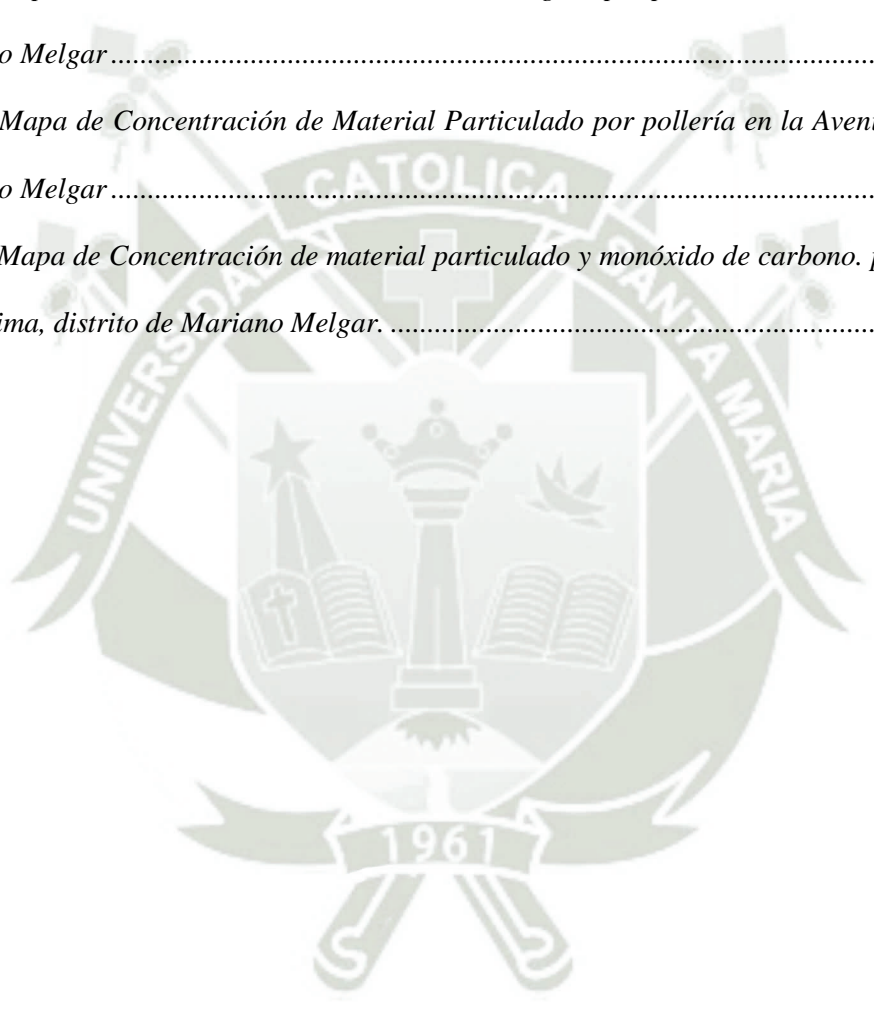 o Melgar
Mapa de Concentración de Material Particulado por pollería en la Aven
o Melgar
Mapa de Concentración de material particulado y monóxido de carbono. p
ima, distrito de Mariano Melgar.
UNIVERSIDAD CATOLICA SANTA MARIA
1961